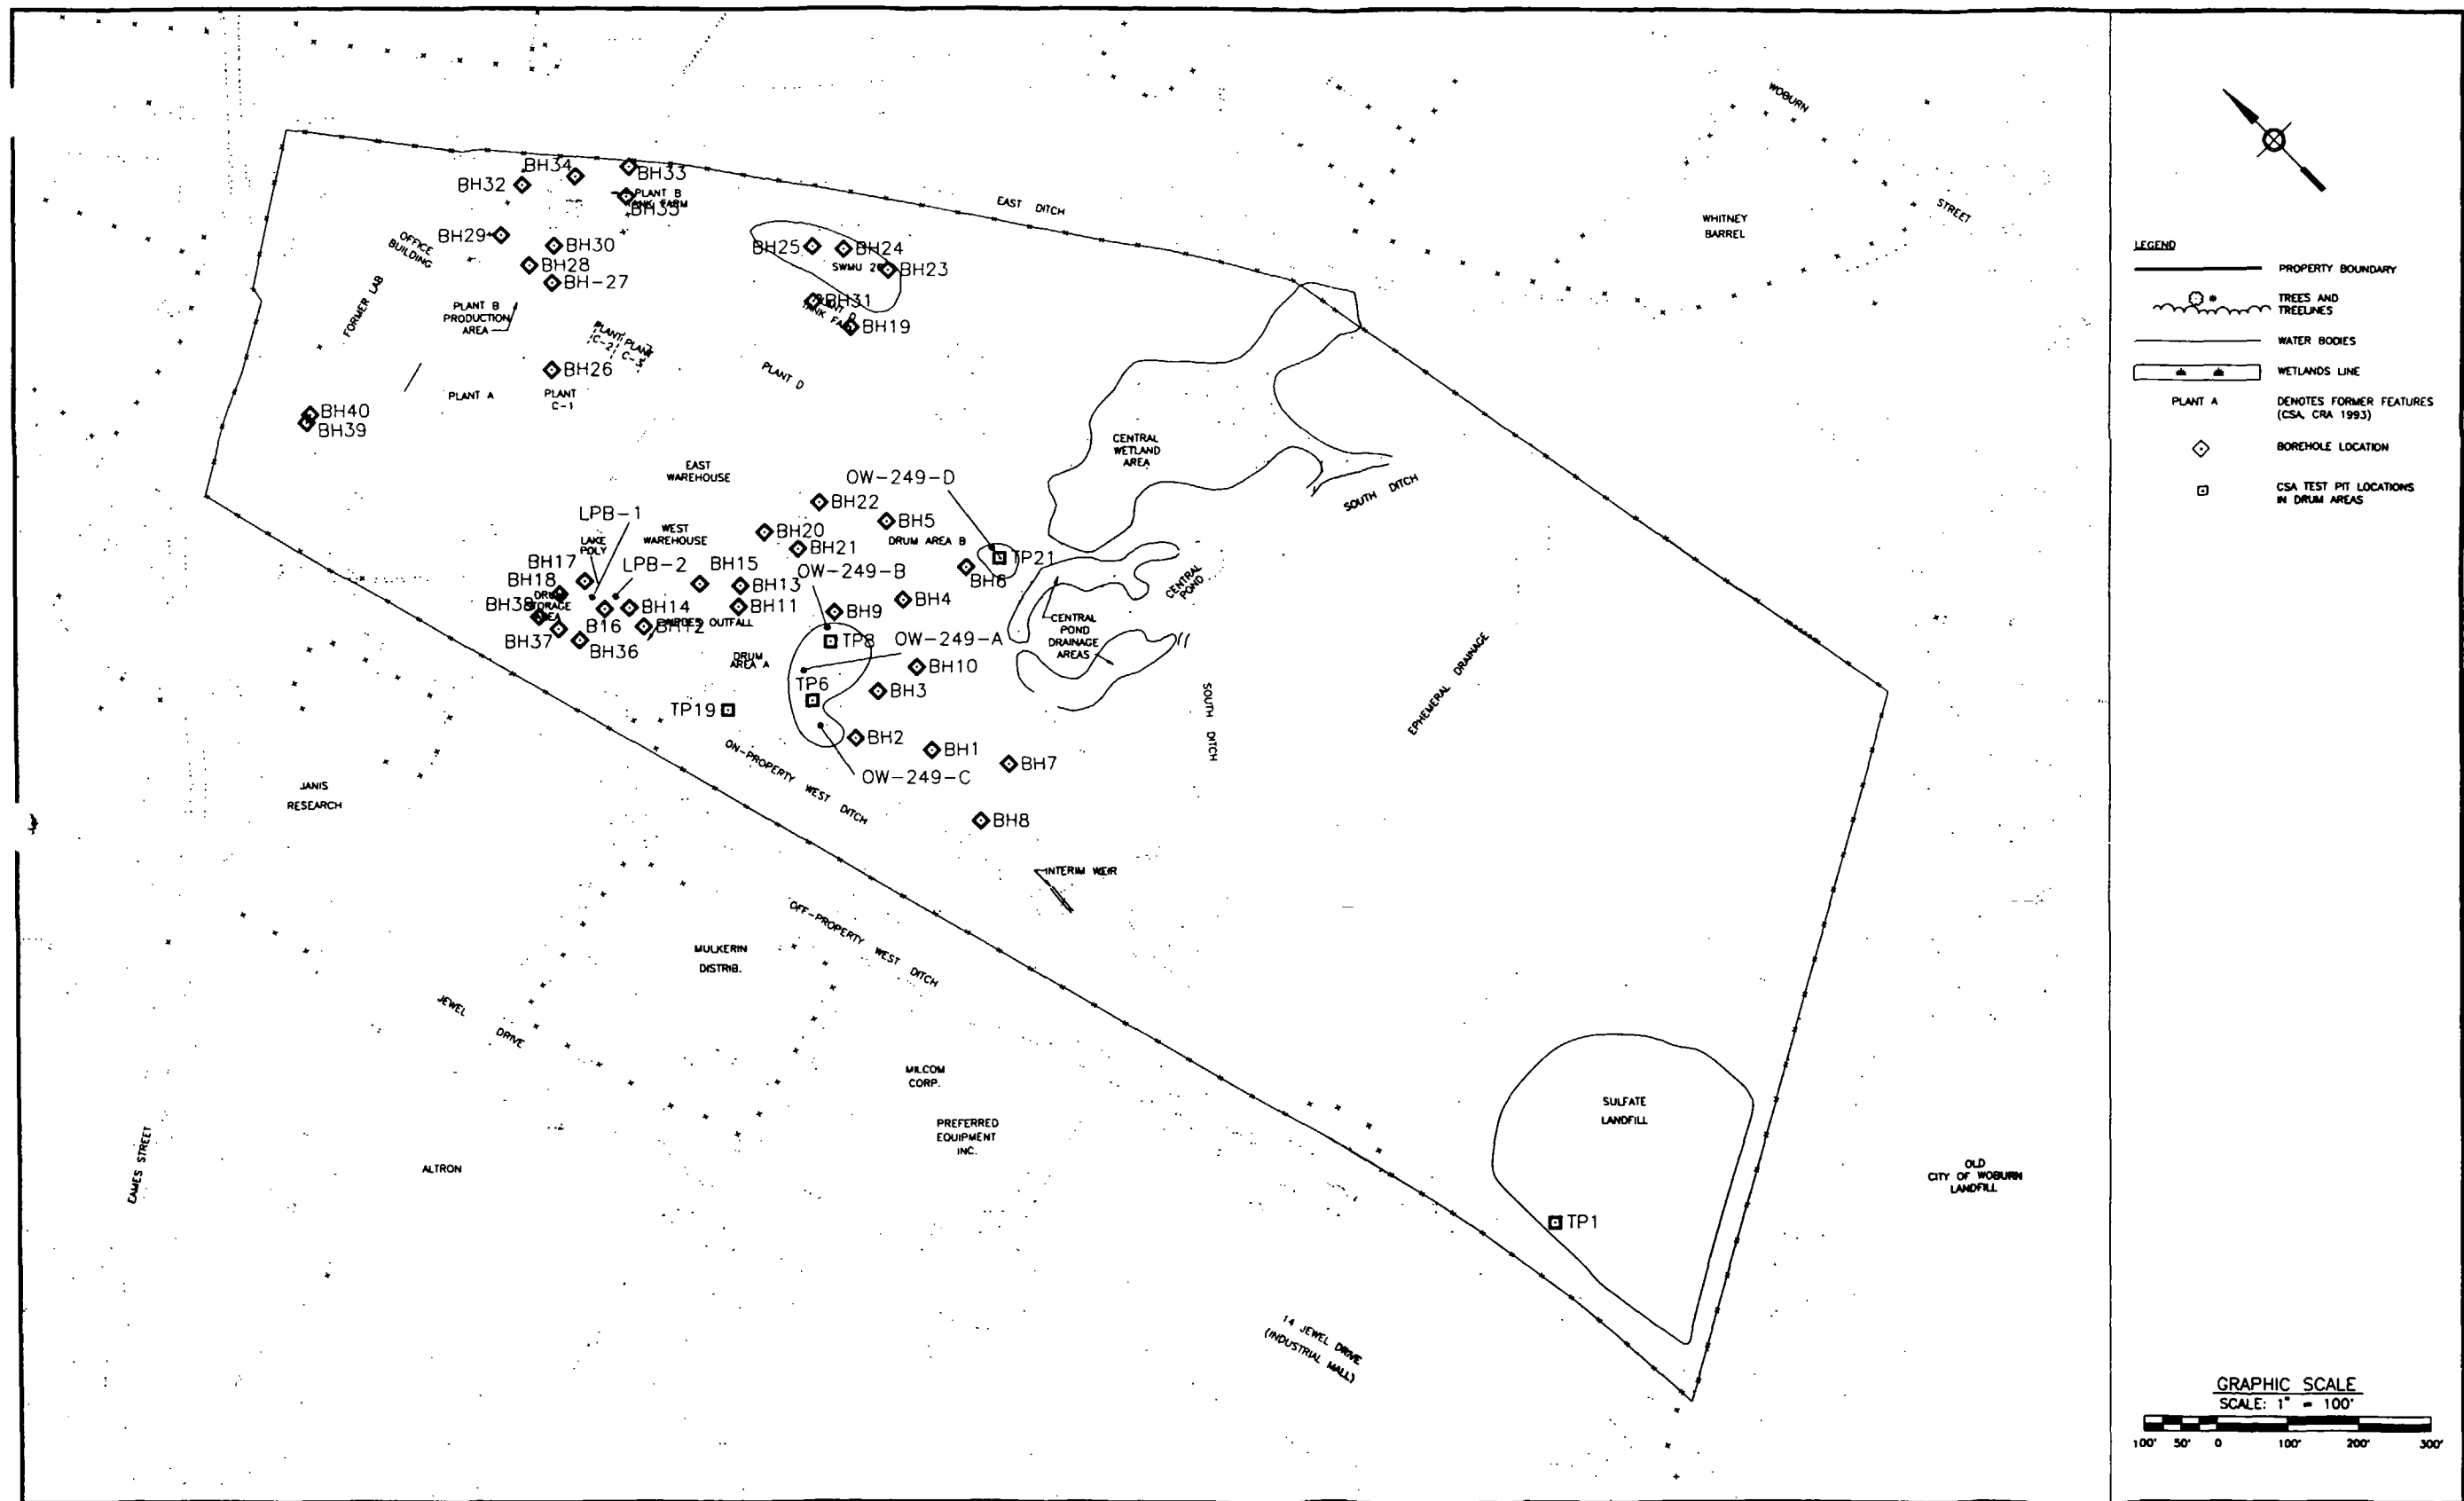 WOBURN
STREET
WHITNEY
BARREL
EAST DITCH
BH34
BH33
BH32
PLANT B
TANK FARM
BH35
BH29
BH30
BH28
BH-27
OFFICE
BUILDING
FORMER LAB
PLANT B
PRODUCTION
AREA
BH25
BH24
SWMU
BH23
BH31
BH19
PLANT
C-2
PLANT
C-3
PLANT D
BH26
PLANT A
PLANT
C-1
BH40
BH39
CENTRAL
WETLAND
AREA
SOUTH DITCH
EAST
WAREHOUSE
OW-249-D
LPB-1
BH22
BH5
DRUM AREA B
WEST
WAREHOUSE
BH20
BH21
LAKE
POLY
LPB-2
TP21
BH6
BH17
BH18
BH15
BH13
OW-249-B
CENTRAL
POND
BH38
DRUM
STORAGE
AREA
BH14
BH11
BH4
BH9
B16
BH12
OUTFALL
BH37
BH36
TP8
OW-249-A
CENTRAL
POND
DRAINAGE
AREAS
DRUM
AREA A
BH10
TP6
BH3
TP19
SOUTH DITCH
EPHEMERAL DRAINAGE
BH2
BH1
BH7
ON-PROPERTY WEST DITCH
OW-249-C
BH8
JANIS
RESEARCH
INTERIM WEIR
OFF-PROPERTY WEST DITCH
MULKERIN
DISTRIB.
JEWEL DRIVE
MILCOM
CORP.
PREFERRED
EQUIPMENT
INC.
EAMES STREET
ALTRON
SULFATE
LANDFILL
TP1
OLD
CITY OF WOBURN
LANDFILL
14 JEWEL DRIVE
(INDUSTRIAL MALL)
LEGEND
PROPERTY BOUNDARY
TREES AND
TREELINES
WATER BODIES
WETLANDS LINE
PLANT A DENOTES FORMER FEATURES
(CSA, CRA 1993)
BOREHOLE LOCATION
CSA TEST PIT LOCATIONS
IN DRUM AREAS
GRAPHIC SCALE
SCALE: 1" = 100'
100' 50' 0 100' 200' 300'